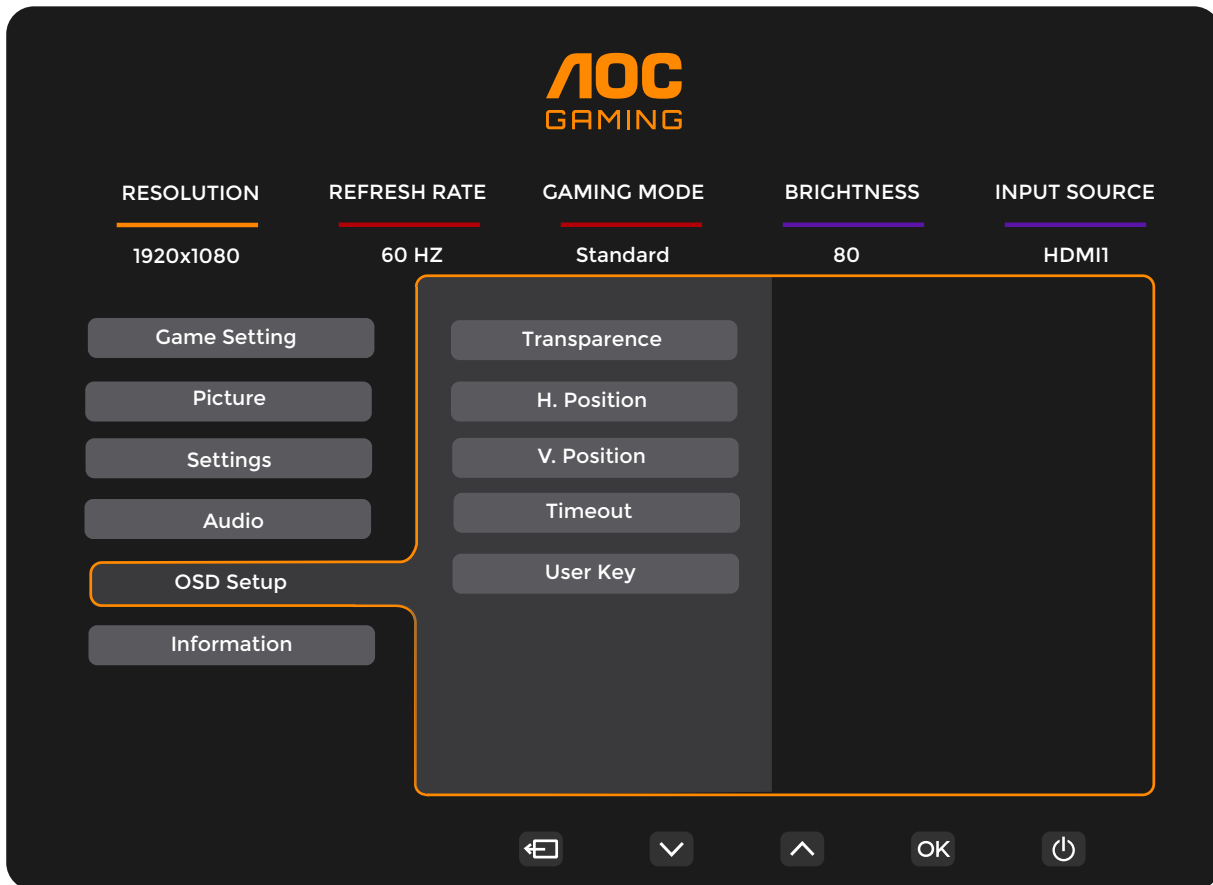 AOC
GAMING
RESOLUTION REFRESH RATE GAMING MODE BRIGHTNESS INPUT SOURCE
1920x1080 60 HZ Standard 80 HDMI1
Game Setting
Picture
Settings
Audio
OSD Setup
Information
Transparence
H. Position
V. Position
Timeout
User Key
OK